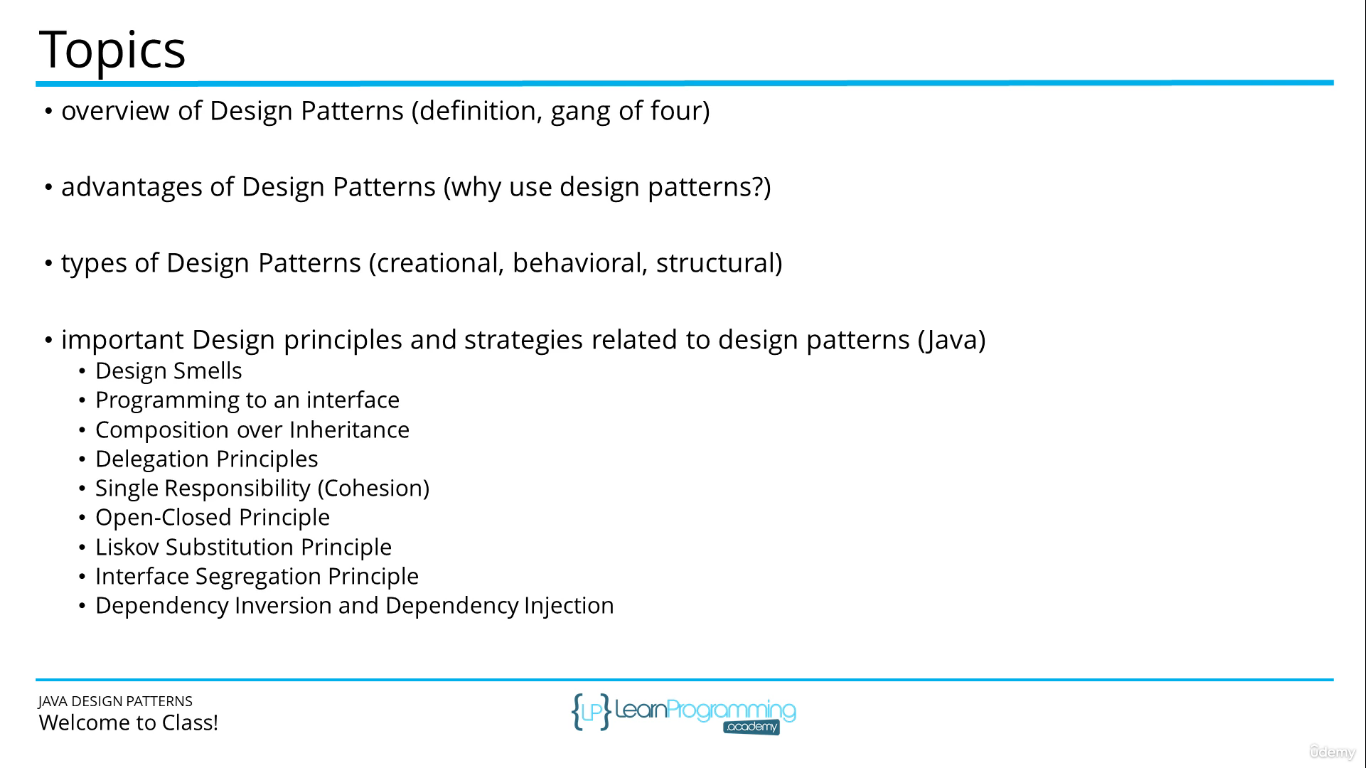 Topics
• overview of Design Patterns (definition, gang of four)
• advantages of Design Patterns (why use design patterns?)
• types of Design Patterns (creational, behavioral, structural)
• important Design principles and strategies related to design patterns (Java)
• Design Smells
• Programming to an interface
• Composition over Inheritance
• Delegation Principles
• Single Responsibility (Cohesion)
• Open-Closed Principle
• Liskov Substitution Principle
• Interface Segregation Principle
• Dependency Inversion and Dependency Injection
JAVA DESIGN PATTERNS
Welcome to Class!
{LP} LearnProgramming
.academy
ûdemy